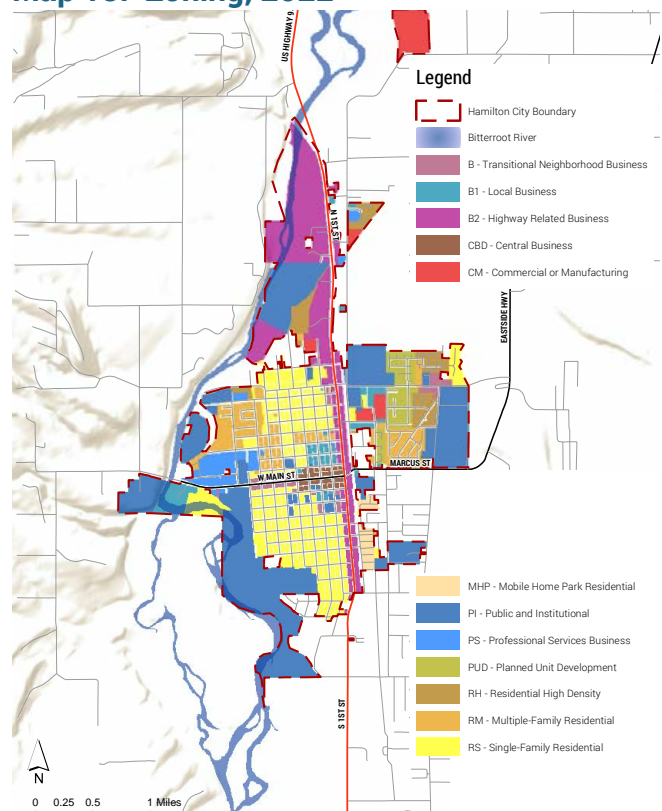 US HIGHWAY 9
Legend
Hamilton City Boundary
Bitterroot River
B - Transitional Neighborhood Business
B1 - Local Business
B2 - Highway Related Business
CBD - Central Business
CM - Commercial or Manufacturing
N 1ST ST
EASTSIDE HWY
MARCUS ST
W MAIN ST
MHP - Mobile Home Park Residential
PI - Public and Institutional
PS - Professional Services Business
PUD - Planned Unit Development
RH - Residential High Density
RM - Multiple-Family Residential
RS - Single-Family Residential
S 1ST ST
N
0 0.25 0.5 1 Miles